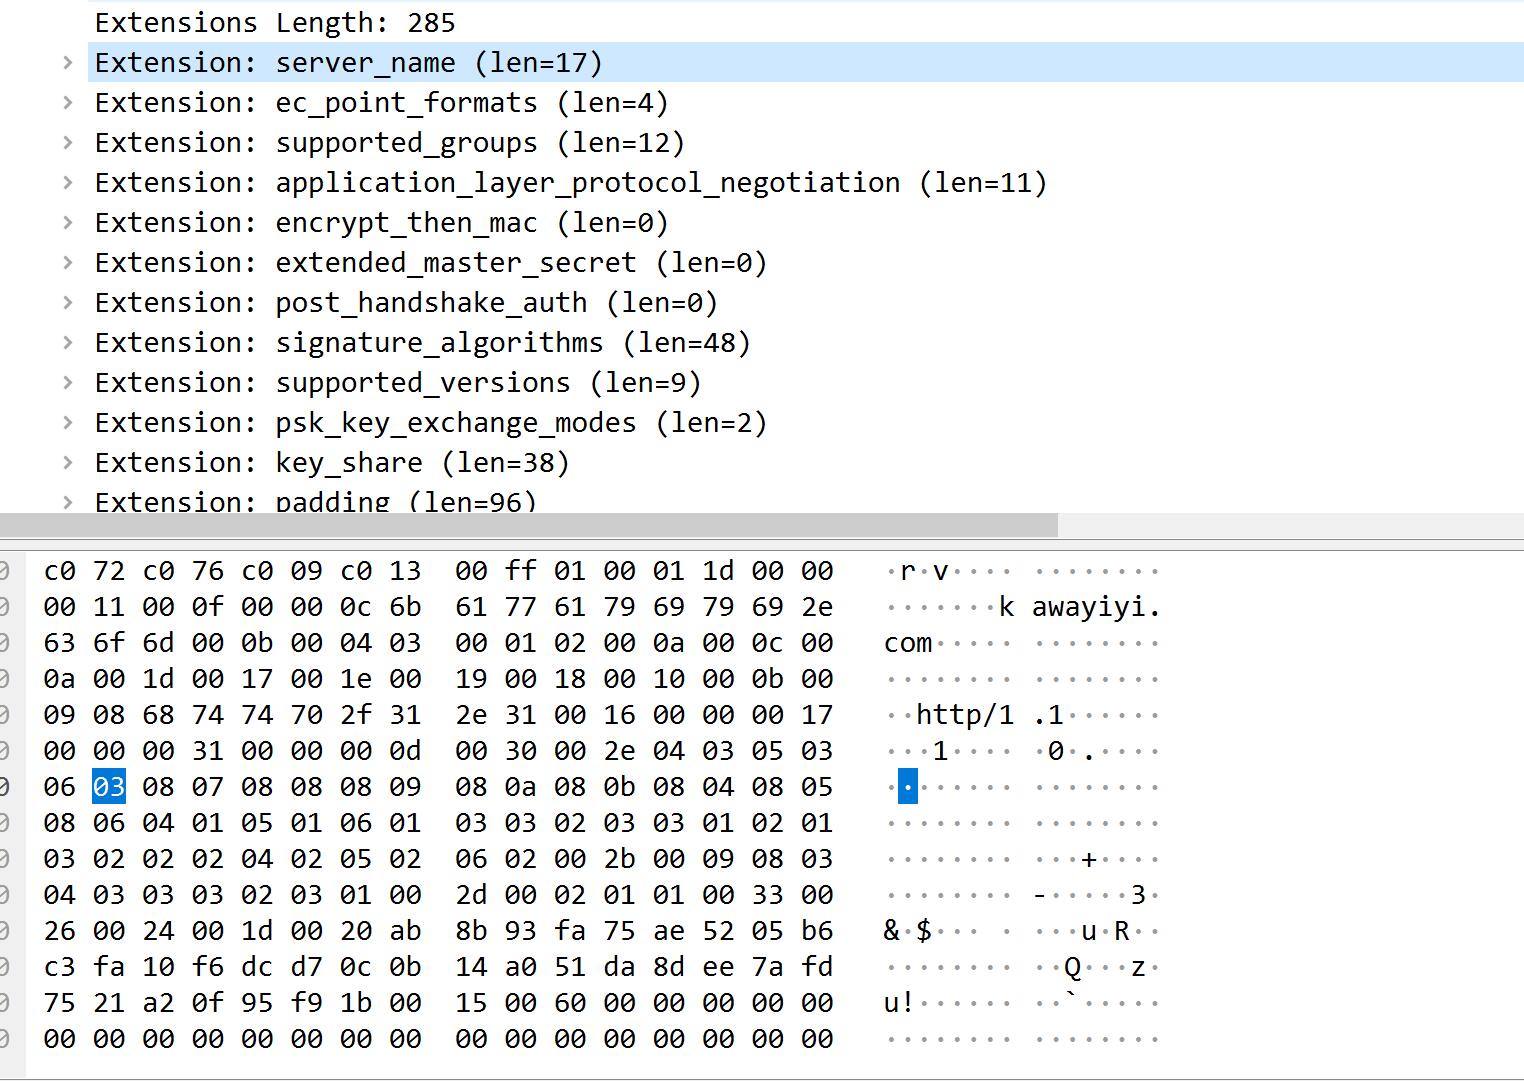 Extensions Length: 285
Extension: server_name (len=17)
Extension: ec_point_formats (len=4)
Extension: supported_groups (len=12)
Extension: application_layer_protocol_negotiation (len=11)
Extension: encrypt_then_mac (len=0)
Extension: extended_master_secret (len=0)
Extension: post_handshake_auth (len=0)
Extension: signature_algorithms (len=48)
Extension: supported_versions (len=9)
Extension: psk_key_exchange_modes (len=2)
Extension: key_share (len=38)
Extension: padding (len=96)
0 c0 72 c0 76 c0 09 c0 13 00 ff 01 00 01 1d 00 00 ·r·v···· ········
0 00 11 00 0f 00 00 0c 6b 61 77 61 79 69 79 69 2e ·······k awayiyi.
0 63 6f 6d 00 0b 00 04 03 00 01 02 00 0a 00 0c 00 com····· ········
0 0a 00 1d 00 17 00 1e 00 19 00 18 00 10 00 0b 00 ········ ········
0 09 08 68 74 74 70 2f 31 2e 31 00 16 00 00 00 17 ··http/1 .1······
0 00 00 00 31 00 00 00 0d 00 30 00 2e 04 03 05 03 ···1···· ·0·.····
0 06 03 08 07 08 08 08 09 08 0a 08 0b 08 04 08 05 ········ ········
0 08 06 04 01 05 01 06 01 03 03 02 03 03 01 02 01 ········ ········
0 03 02 02 02 04 02 05 02 06 02 00 2b 00 09 08 03 ········ ···+····
0 04 03 03 03 02 03 01 00 2d 00 02 01 01 00 33 00 ········ -·····3·
0 26 00 24 00 1d 00 20 ab 8b 93 fa 75 ae 52 05 b6 &·$··· · ···u·R··
0 c3 fa 10 f6 dc d7 0c 0b 14 a0 51 da 8d ee 7a fd ········ ··Q···z·
0 75 21 a2 0f 95 f9 1b 00 15 00 60 00 00 00 00 00 u!······ ··`·····
0 00 00 00 00 00 00 00 00 00 00 00 00 00 00 00 00 ········ ········